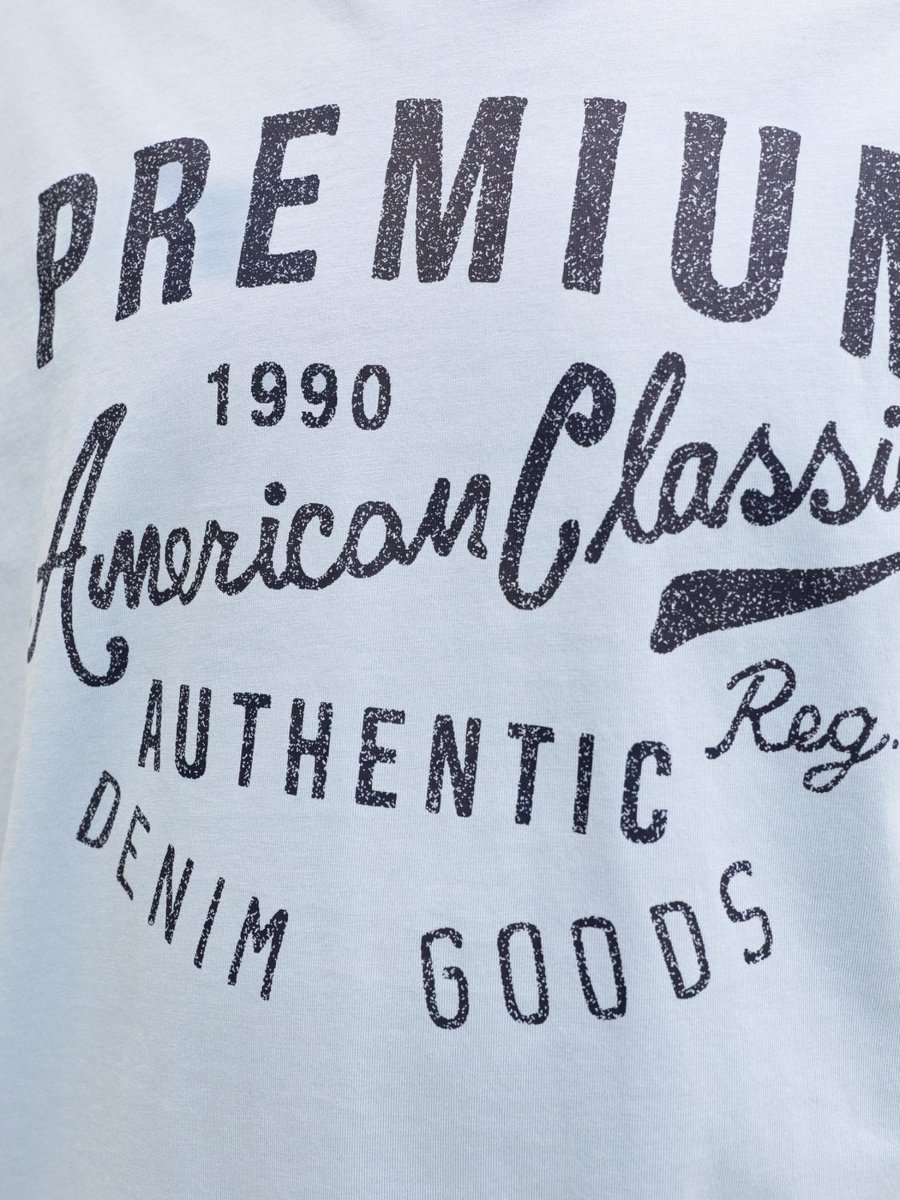 PREMIUM
1990
American Classi
Reg.
AUTHENTIC
DENIM GOODS